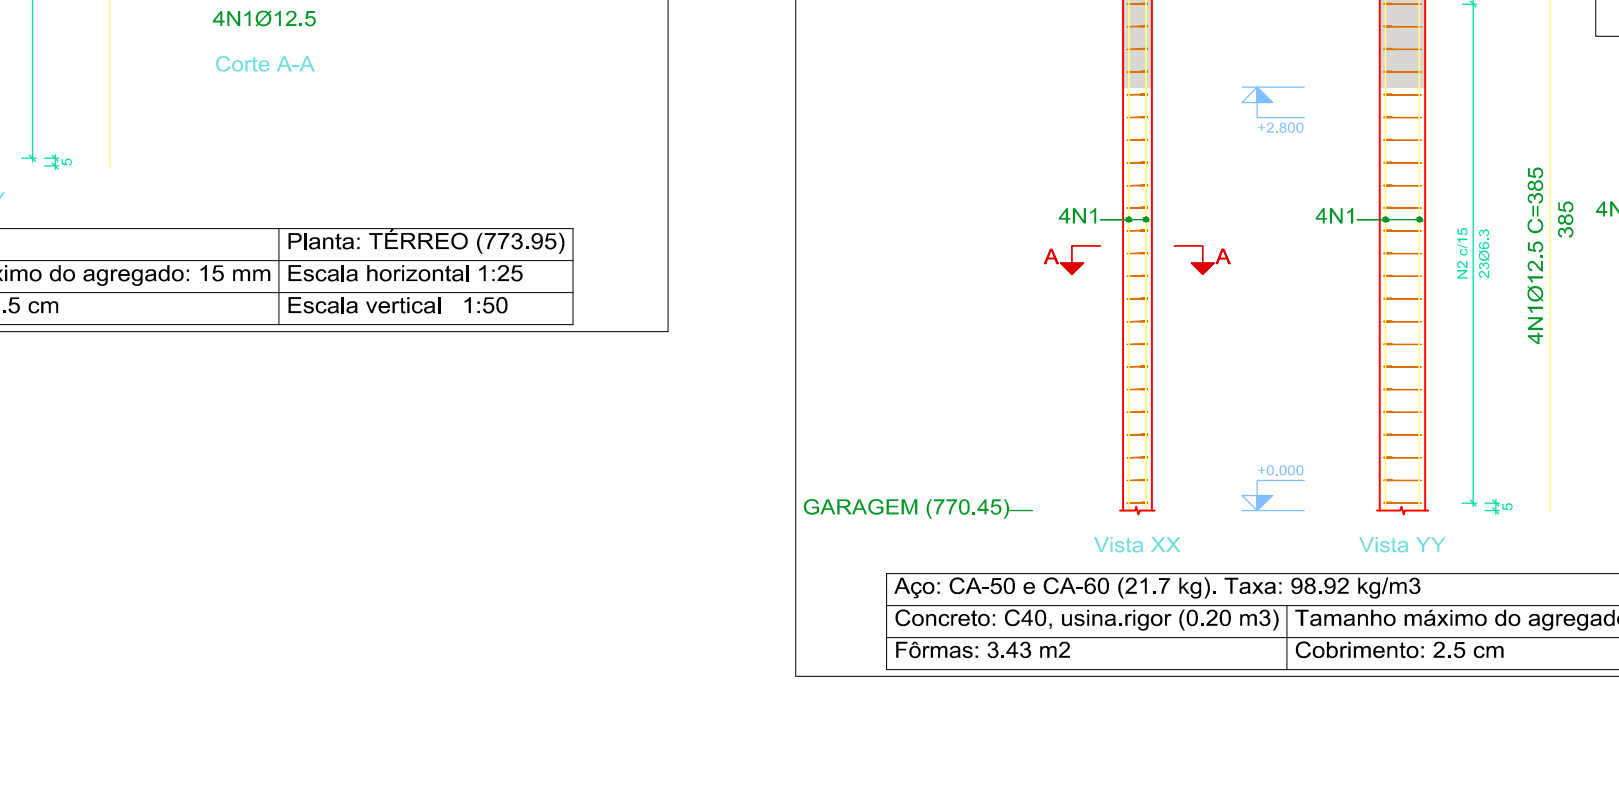 4N1Ø12.5
Corte A-A
5
Planta: TÉRREO (773.95)
ximo do agregado: 15 mm
Escala horizontal 1:25
.5 cm
Escala vertical 1:50
+2.800
4N1
4N1
A
A
N2 c/15
23Ø6.3
4N1Ø12.5 C=385
385
4N
+0.000
GARAGEM (770.45)
5
Vista XX
Vista YY
Aço: CA-50 e CA-60 (21.7 kg). Taxa: 98.92 kg/m3
Concreto: C40, usina.rigor (0.20 m3)
Tamanho máximo do agregado
Fôrmas: 3.43 m2
Cobrimento: 2.5 cm